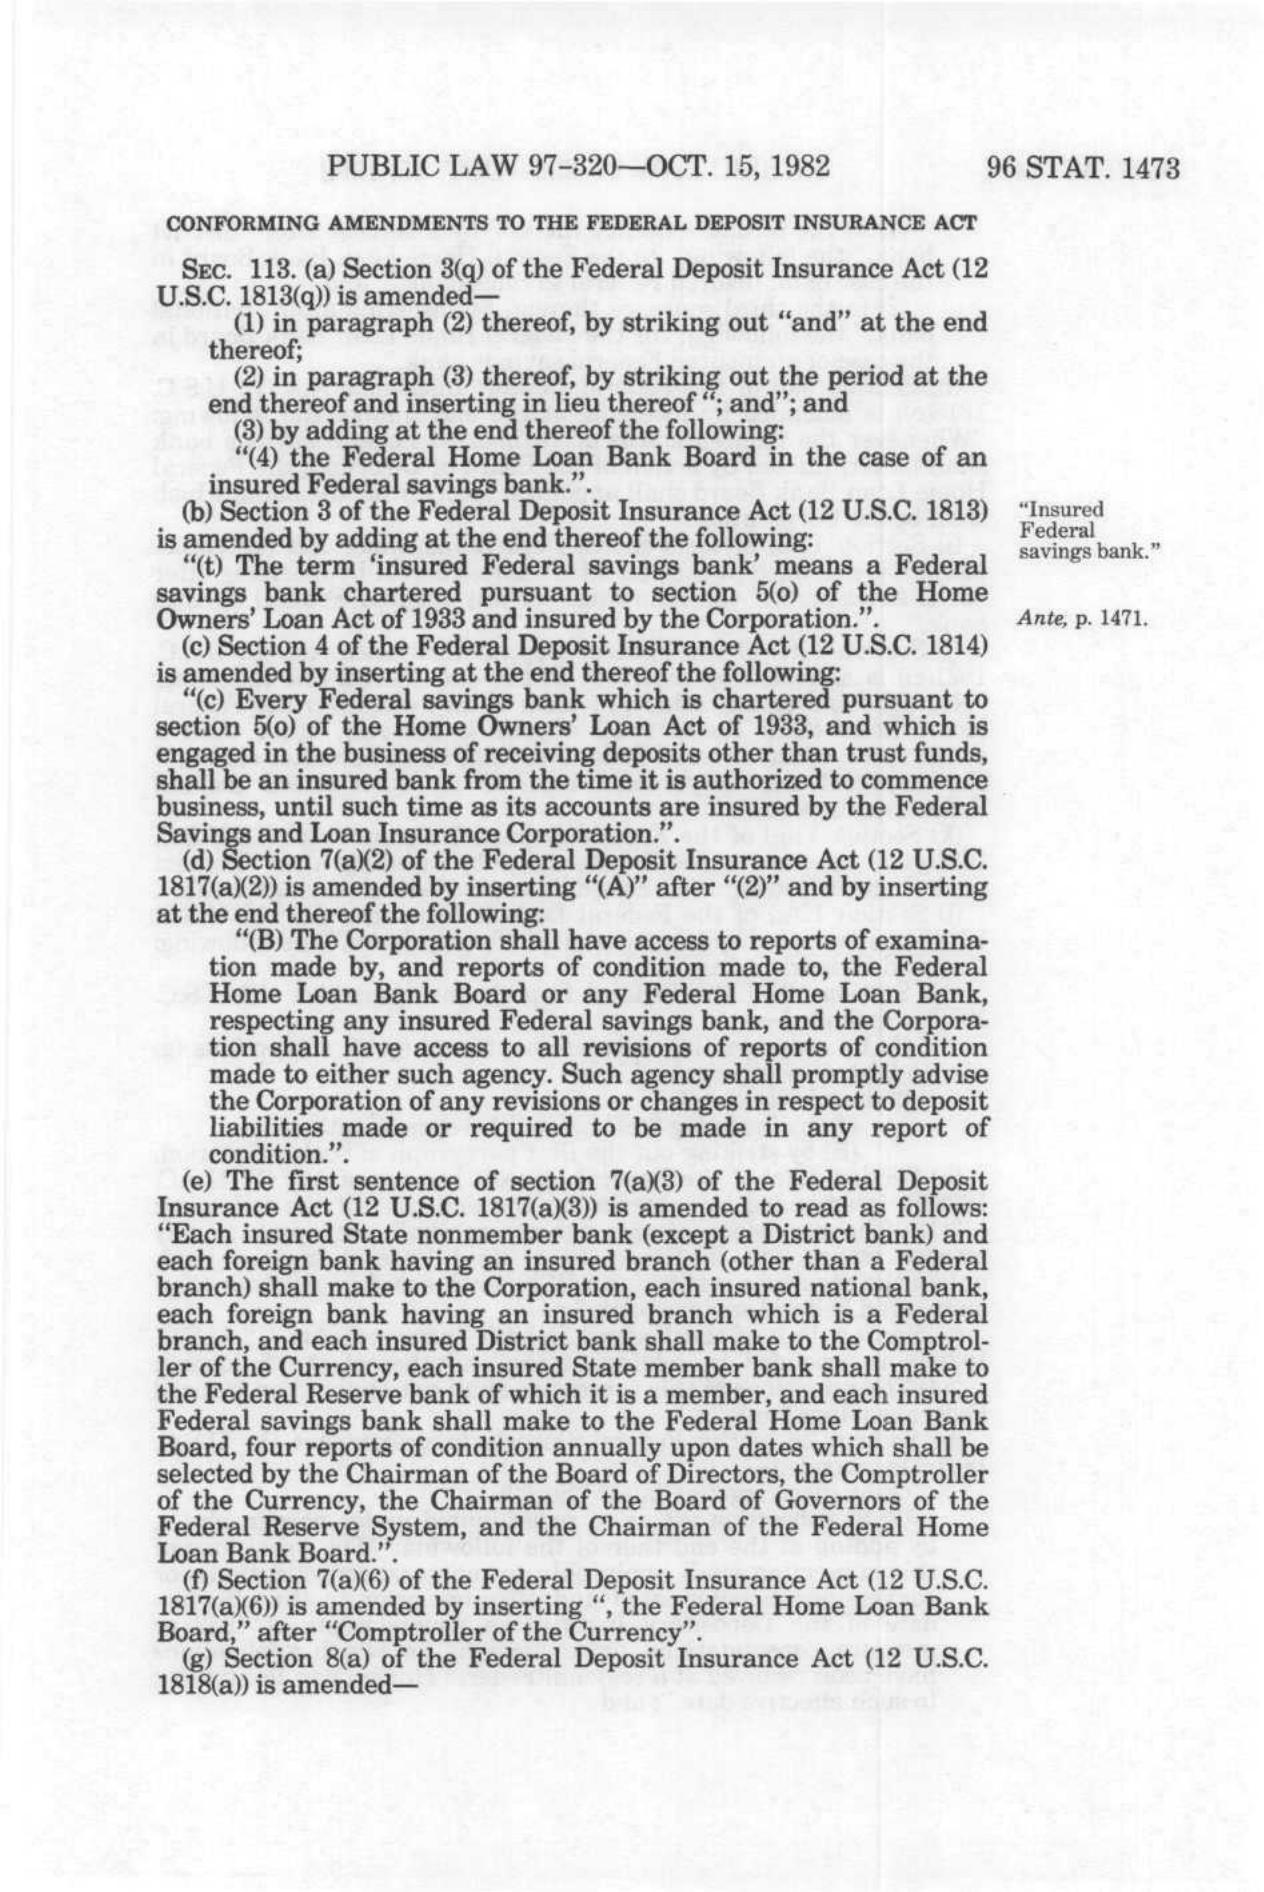 PUBLIC LAW 97-320—OCT. 15, 1982 96 STAT. 1473
CONFORMING AMENDMENTS TO THE FEDERAL DEPOSIT INSURANCE ACT
SEC. 113. (a) Section 3(q) of the Federal Deposit Insurance Act (12
U.S.C. 1813(q)) is amended—
(1) in paragraph (2) thereof, by striking out “and” at the end
thereof;
(2) in paragraph (3) thereof, by striking out the period at the
end thereof and inserting in lieu thereof “; and”; and
(3) by adding at the end thereof the following:
“(4) the Federal Home Loan Bank Board in the case of an
insured Federal savings bank.”.
(b) Section 3 of the Federal Deposit Insurance Act (12 U.S.C. 1813)
is amended by adding at the end thereof the following:
“(t) The term ‘insured Federal savings bank’ means a Federal
savings bank chartered pursuant to section 5(o) of the Home
Owners’ Loan Act of 1933 and insured by the Corporation.”.
(c) Section 4 of the Federal Deposit Insurance Act (12 U.S.C. 1814)
is amended by inserting at the end thereof the following:
“(c) Every Federal savings bank which is chartered pursuant to
section 5(o) of the Home Owners’ Loan Act of 1933, and which is
engaged in the business of receiving deposits other than trust funds,
shall be an insured bank from the time it is authorized to commence
business, until such time as its accounts are insured by the Federal
Savings and Loan Insurance Corporation.”.
(d) Section 7(a)(2) of the Federal Deposit Insurance Act (12 U.S.C.
1817(a)(2)) is amended by inserting “(A)” after “(2)” and by inserting
at the end thereof the following:
“(B) The Corporation shall have access to reports of examina-
tion made by, and reports of condition made to, the Federal
Home Loan Bank Board or any Federal Home Loan Bank,
respecting any insured Federal savings bank, and the Corpora-
tion shall have access to all revisions of reports of condition
made to either such agency. Such agency shall promptly advise
the Corporation of any revisions or changes in respect to deposit
liabilities made or required to be made in any report of
condition.”.
(e) The first sentence of section 7(a)(3) of the Federal Deposit
Insurance Act (12 U.S.C. 1817(a)(3)) is amended to read as follows:
“Each insured State nonmember bank (except a District bank) and
each foreign bank having an insured branch (other than a Federal
branch) shall make to the Corporation, each insured national bank,
each foreign bank having an insured branch which is a Federal
branch, and each insured District bank shall make to the Comptrol-
ler of the Currency, each insured State member bank shall make to
the Federal Reserve bank of which it is a member, and each insured
Federal savings bank shall make to the Federal Home Loan Bank
Board, four reports of condition annually upon dates which shall be
selected by the Chairman of the Board of Directors, the Comptroller
of the Currency, the Chairman of the Board of Governors of the
Federal Reserve System, and the Chairman of the Federal Home
Loan Bank Board.”.
(f) Section 7(a)(6) of the Federal Deposit Insurance Act (12 U.S.C.
1817(a)(6)) is amended by inserting “, the Federal Home Loan Bank
Board,” after “Comptroller of the Currency”.
(g) Section 8(a) of the Federal Deposit Insurance Act (12 U.S.C.
1818(a)) is amended—
“Insured
Federal
savings bank.”
Ante, p. 1471.